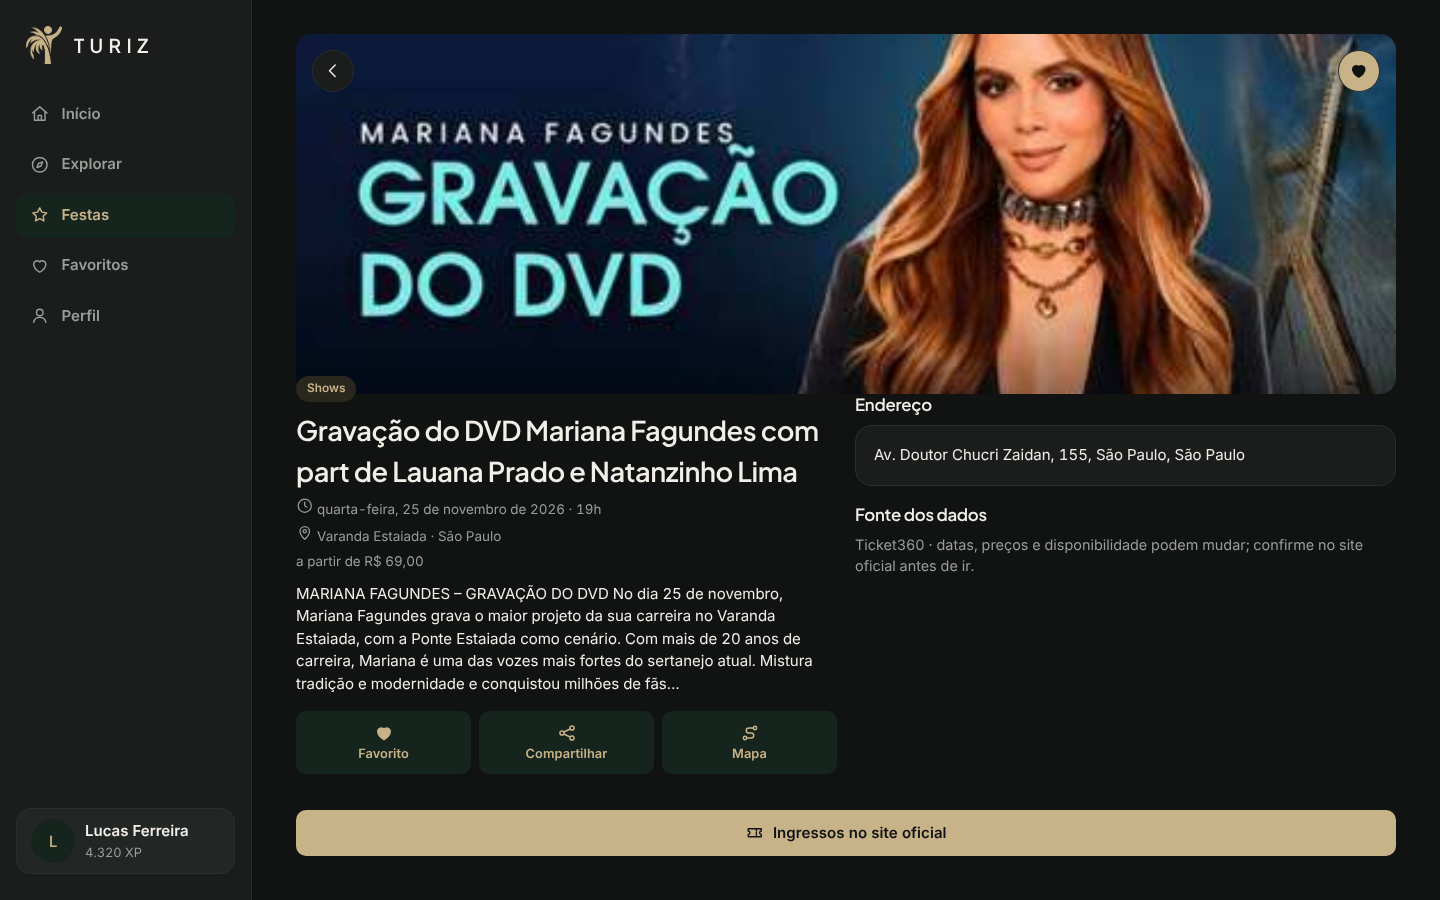 TURIZ
Início
Explorar
Festas
Favoritos
Perfil
Lucas Ferreira
L
4.320 XP
MARIANA FAGUNDES
GRAVAÇÃO
DO DVD
Shows
Gravação do DVD Mariana Fagundes com
part de Lauana Prado e Natanzinho Lima
quarta-feira, 25 de novembro de 2026 · 19h
Varanda Estaiada · São Paulo
a partir de R$ 69,00
MARIANA FAGUNDES – GRAVAÇÃO DO DVD No dia 25 de novembro,
Mariana Fagundes grava o maior projeto da sua carreira no Varanda
Estaiada, com a Ponte Estaiada como cenário. Com mais de 20 anos de
carreira, Mariana é uma das vozes mais fortes do sertanejo atual. Mistura
tradição e modernidade e conquistou milhões de fãs...
Favorito
Compartilhar
Mapa
Endereço
Av. Doutor Chucri Zaidan, 155, São Paulo, São Paulo
Fonte dos dados
Ticket360 · datas, preços e disponibilidade podem mudar; confirme no site
oficial antes de ir.
Ingressos no site oficial